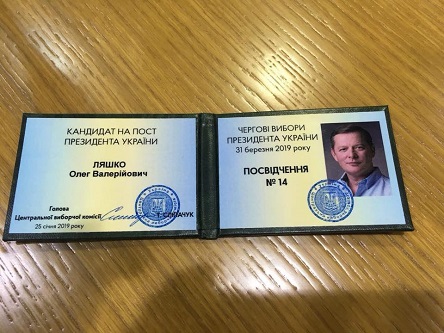 КАНДИДАТ НА ПОСТ
ПРЕЗИДЕНТА УКРАЇНИ
ЛЯШКО
Олег Валерійович
Голова
Центральної виборчої комісії
Т. СЛІПАЧУК
25 січня 2019 року
ЧЕРГОВІ ВИБОРИ
ПРЕЗИДЕНТА УКРАЇНИ
31 березня 2019 року
ПОСВІДЧЕННЯ
№ 14